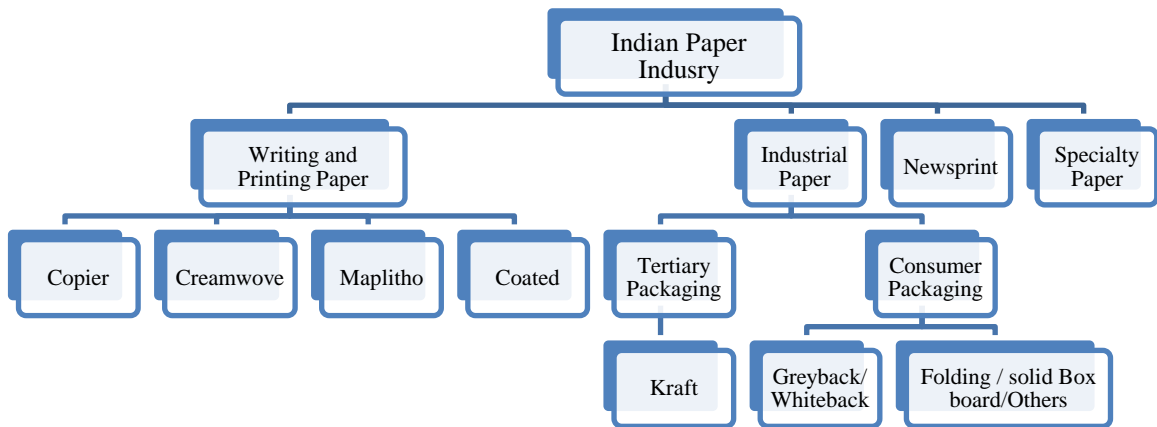 Indian Paper
Indusry
Writing and
Printing Paper
Industrial
Paper
Newsprint
Specialty
Paper
Copier
Creamwove
Maplitho
Coated
Tertiary
Packaging
Consumer
Packaging
Kraft
Greyback/
Whiteback
Folding / solid Box
board/Others